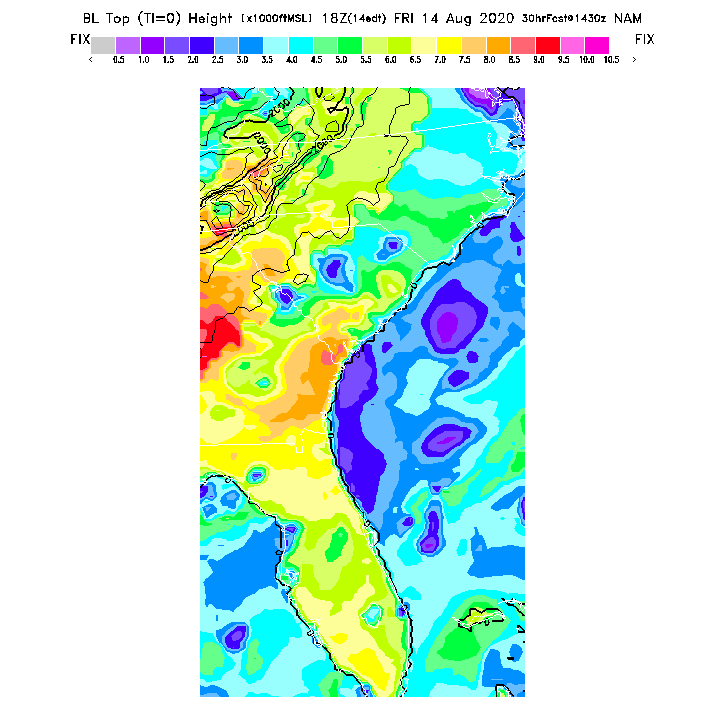 BL Top (TI=0) Height [x1000ftMSL] 18Z(14edt) FRI 14 Aug 2020 30hrFcst@1430z NAM
FIX FIX
< 0.5 1.0 1.5 2.0 2.5 3.0 3.5 4.0 4.5 5.0 5.5 6.0 6.5 7.0 7.5 8.0 8.5 9.0 9.5 10.0 10.5 >
2000
2000